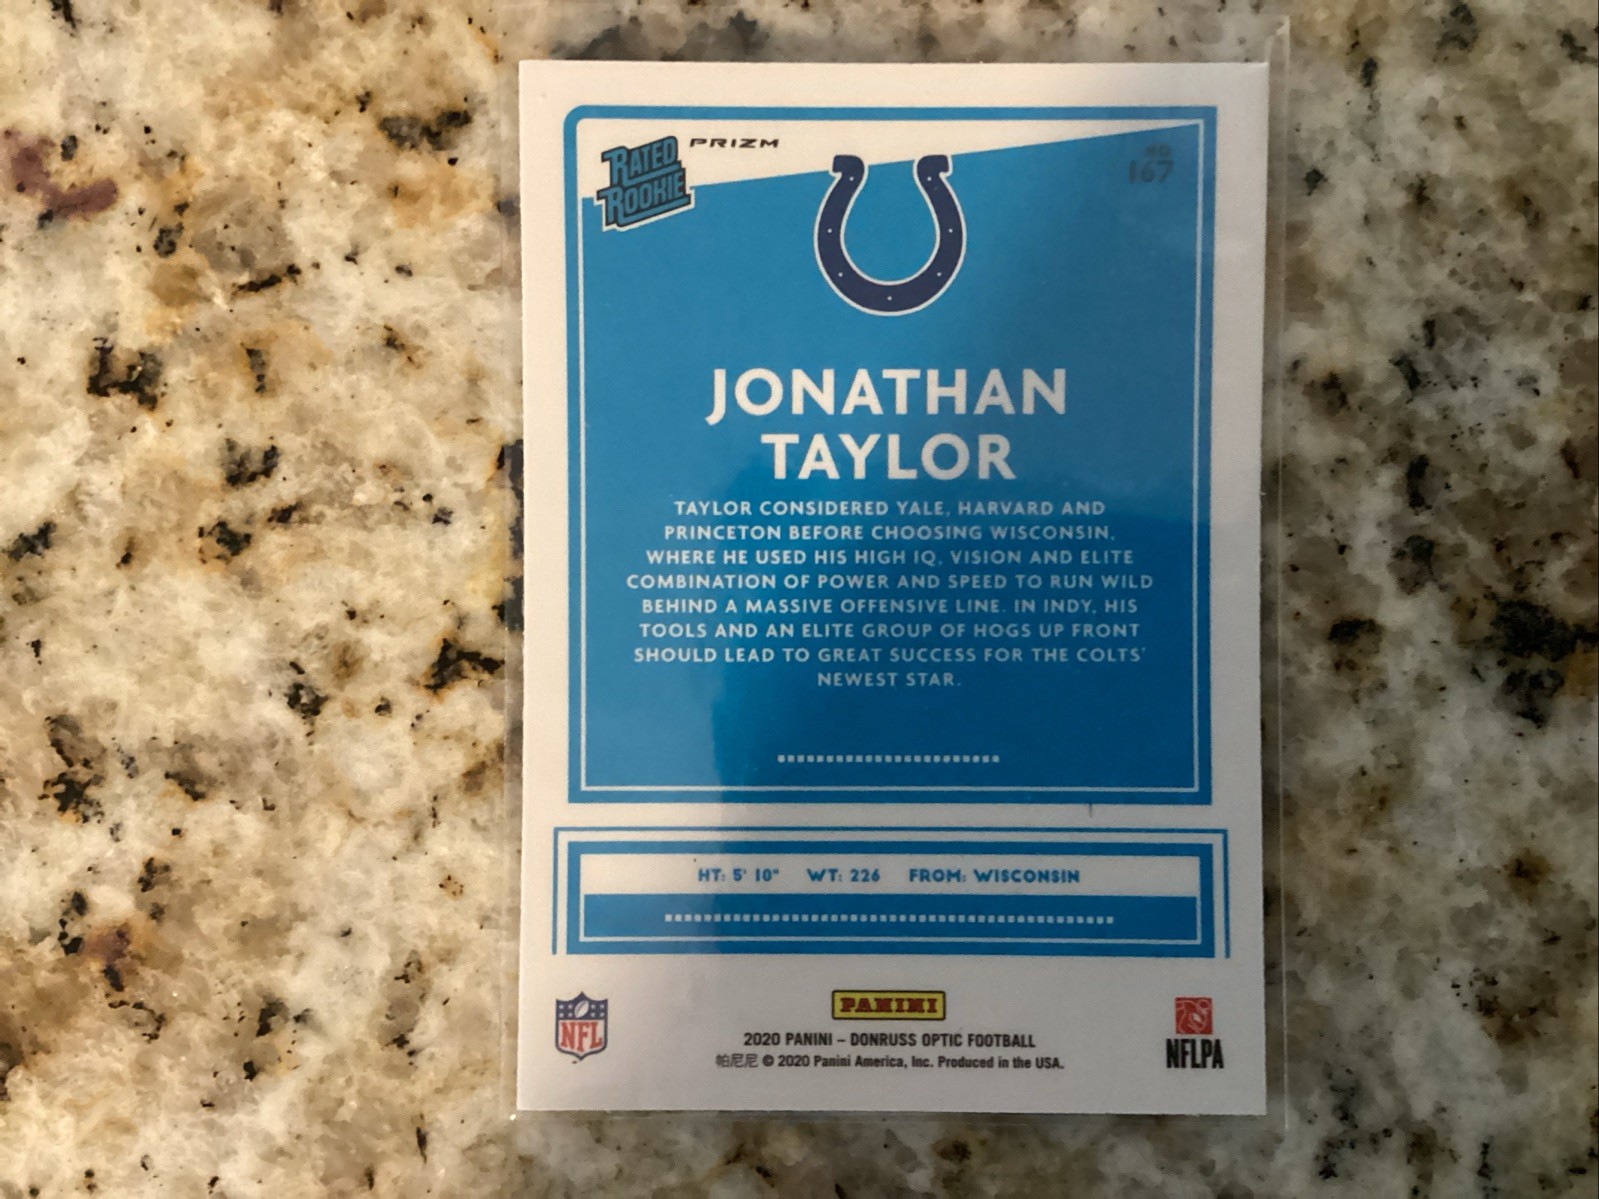 RATED
ROOKIE
PRIZM
NO
167
JONATHAN
TAYLOR
TAYLOR CONSIDERED YALE, HARVARD AND
PRINCETON BEFORE CHOOSING WISCONSIN,
WHERE HE USED HIS HIGH IQ, VISION AND ELITE
COMBINATION OF POWER AND SPEED TO RUN WILD
BEHIND A MASSIVE OFFENSIVE LINE. IN INDY, HIS
TOOLS AND AN ELITE GROUP OF HOGS UP FRONT
SHOULD LEAD TO GREAT SUCCESS FOR THE COLTS'
NEWEST STAR.
HT: 5' 10" WT: 226 FROM: WISCONSIN
NFL
PANINI
2020 PANINI – DONRUSS OPTIC FOOTBALL
帕尼尼 © 2020 Panini America, Inc. Produced in the USA.
NFLPA